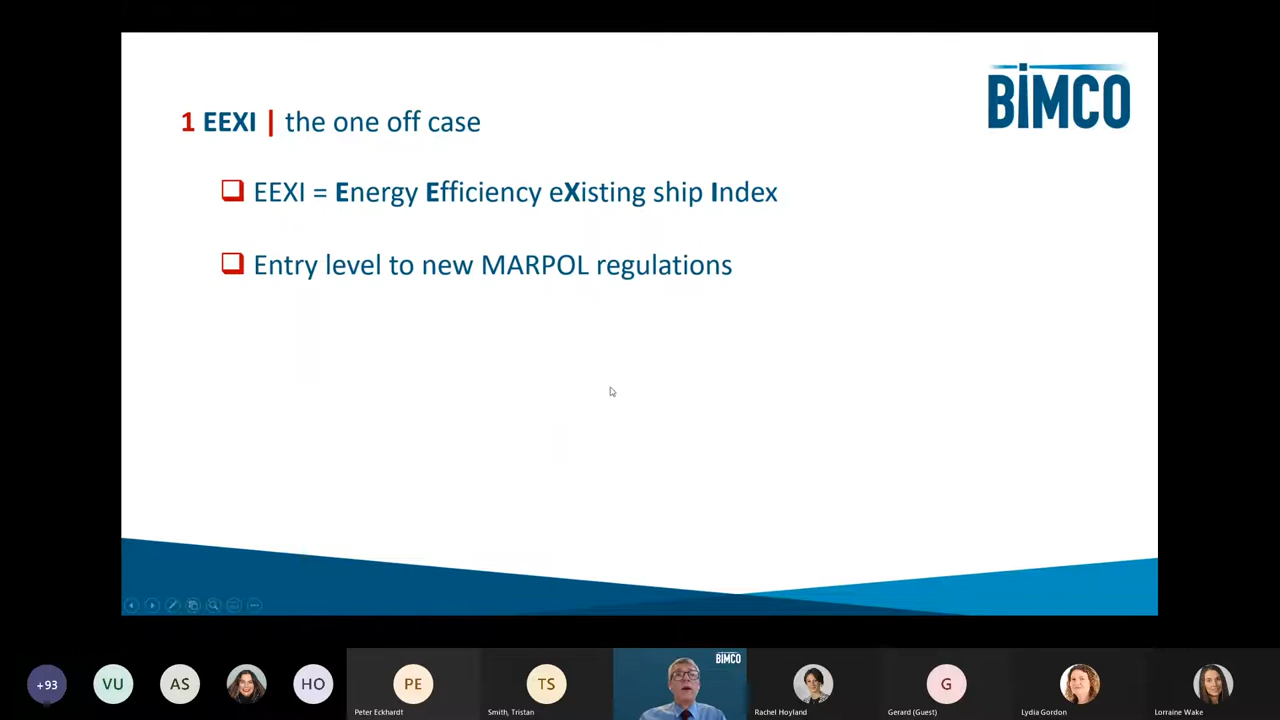 BIMCO
1 EEXI | the one off case
EEXI = Energy Efficiency eXisting ship Index
Entry level to new MARPOL regulations
+93
VU
AS
HO
PE
Peter Eckhardt
TS
Smith, Tristan
BIMCO
Rachel Hoyland
G
Gerard (Guest)
Lydia Gordon
Lorraine Wake